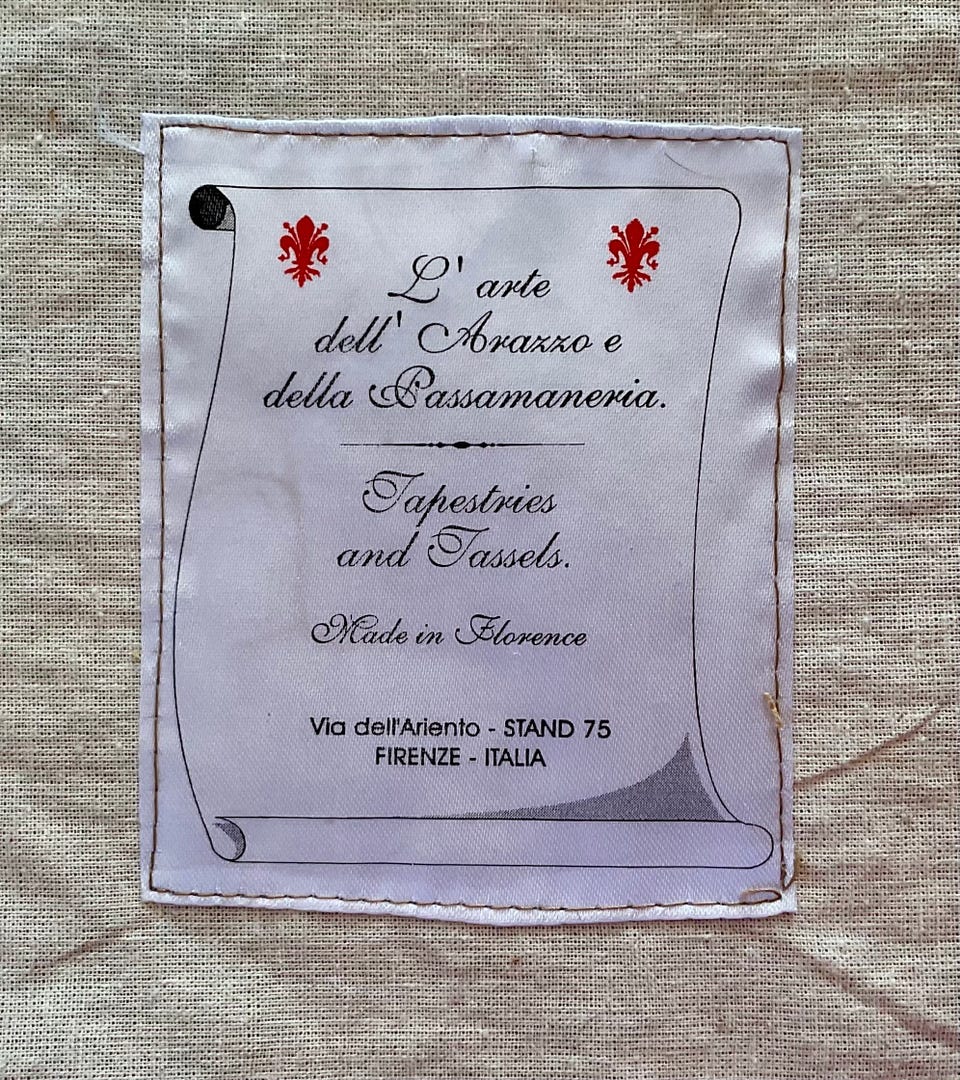 L' arte
dell' Arazzo e
della Passamaneria.
Tapestries
and Tassels.
Made in Florence
Via dell'Ariento - STAND 75
FIRENZE - ITALIA